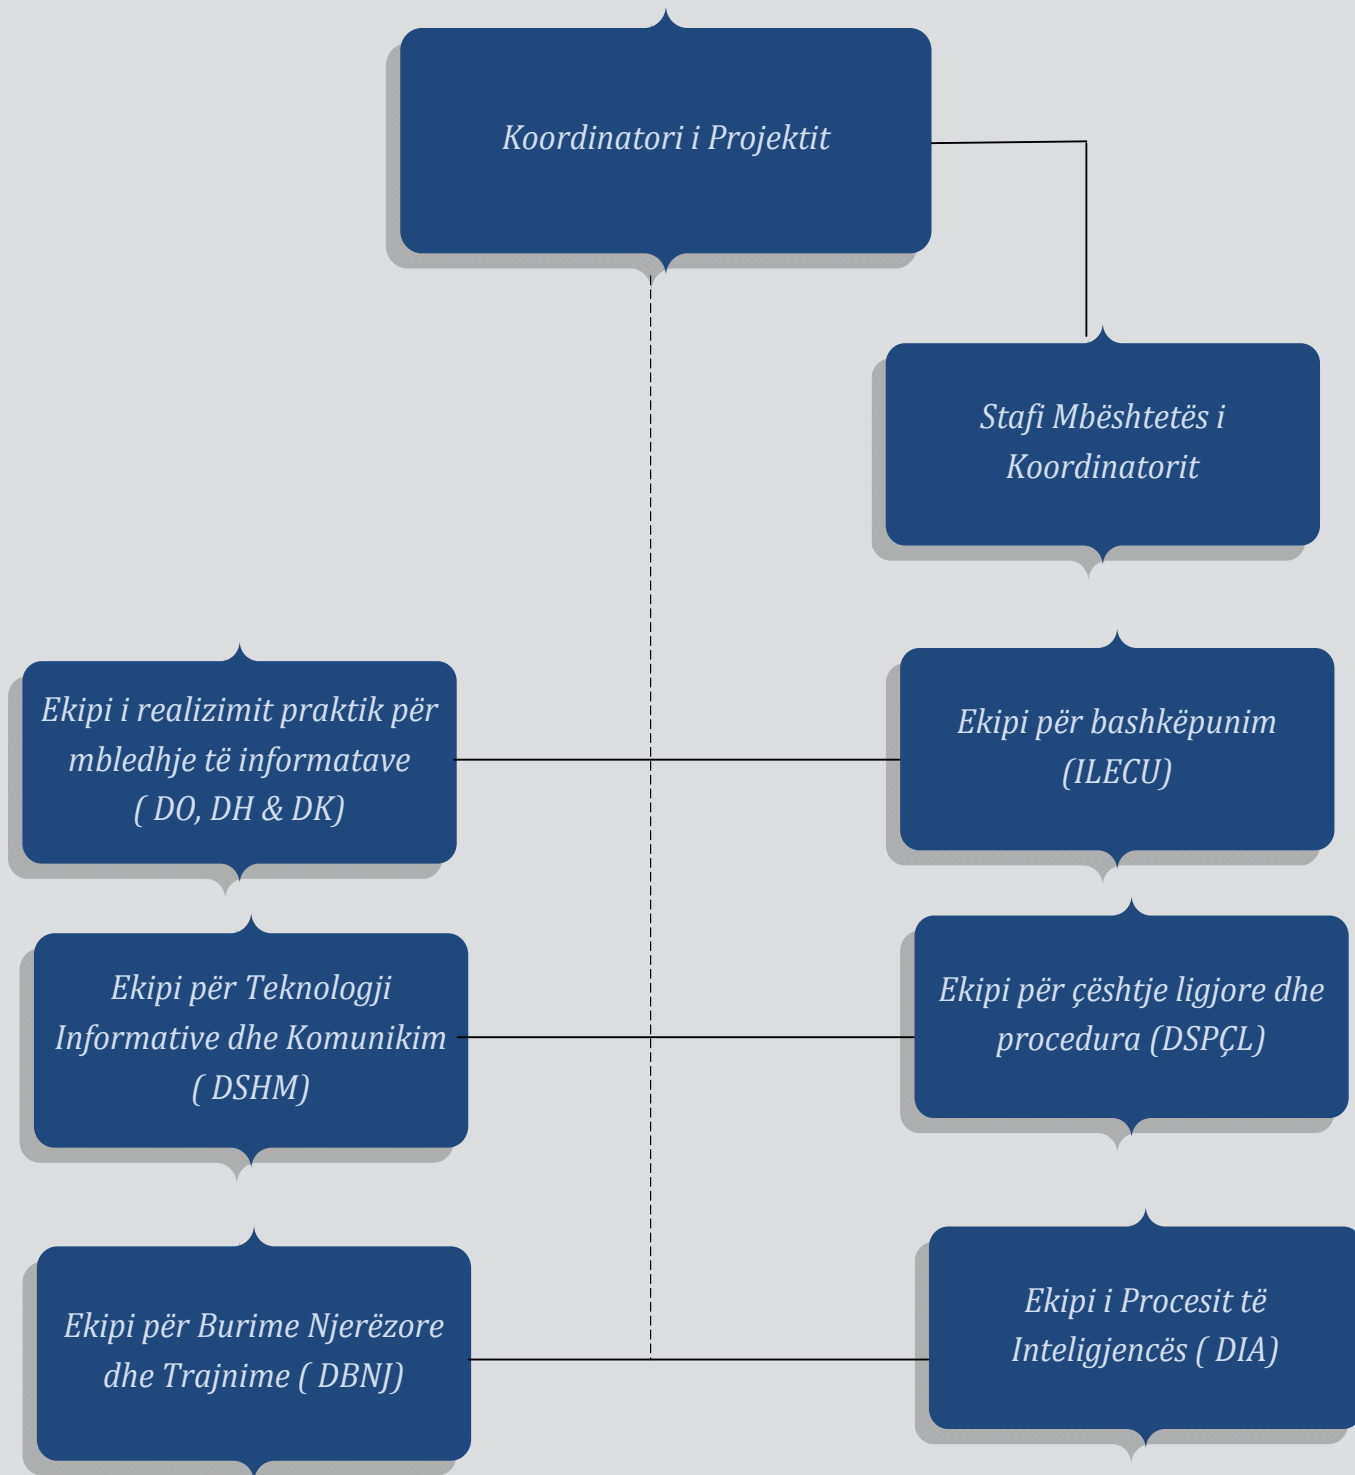 Koordinatori i Projektit
Stafi Mbështetës i
Koordinatorit
Ekipi i realizimit praktik për
mbledhje të informatave
( DO, DH & DK)
Ekipi për bashkëpunim
(ILECU)
Ekipi për Teknologji
Informative dhe Komunikim
( DSHM)
Ekipi për çështje ligjore dhe
procedura (DSPÇL)
Ekipi për Burime Njerëzore
dhe Trajnime ( DBNJ)
Ekipi i Procesit të
Inteligjencës ( DIA)